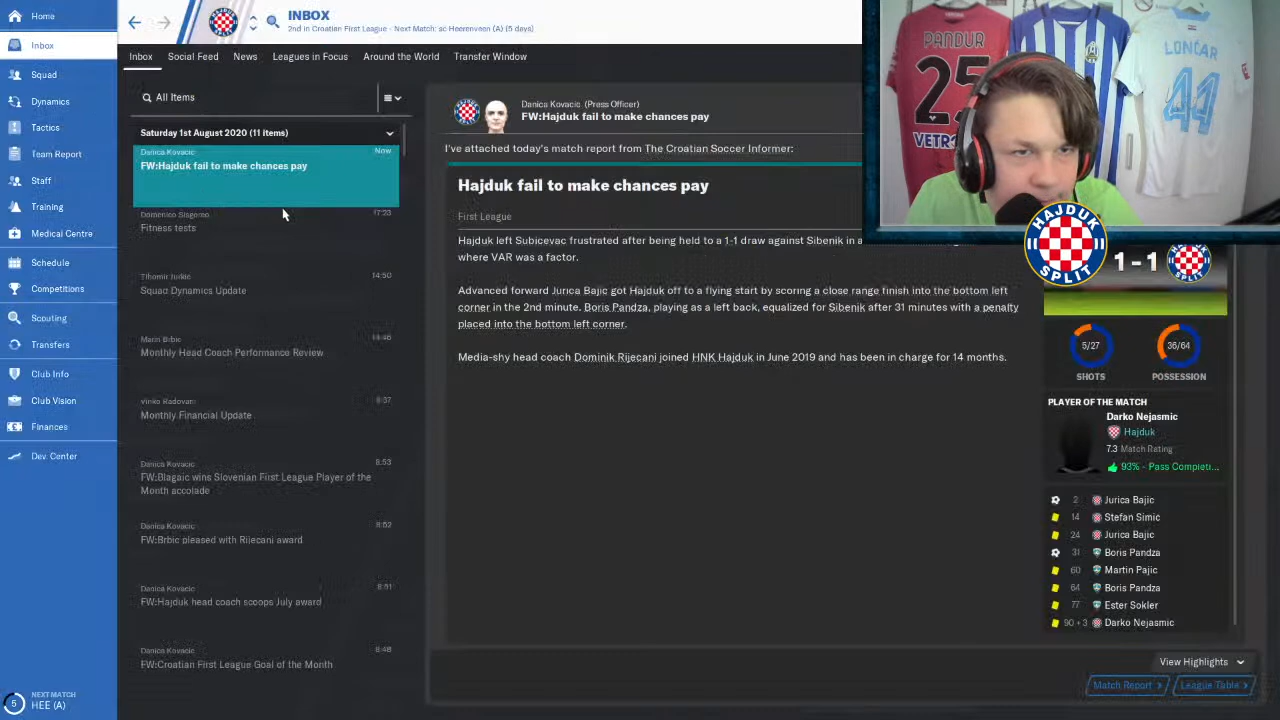 Home
INBOX
2nd in Croatian First League - Next Match: sc Heerenveen (A) (5 days)
Inbox
Squad
Dynamics
Tactics
Team Report
Staff
Training
Medical Centre
Schedule
Competitions
Scouting
Transfers
Club Info
Club Vision
Finances
Dev. Center
NEXT MATCH
5
HEE (A)
Inbox
Social Feed
News
Leagues in Focus
Around the World
Transfer Window
All Items
Saturday 1st August 2020 (11 items)
Danica Kovacic
Now
FW:Hajduk fail to make chances pay
17:23
Fitness tests
14:50
Squad Dynamics Update
Marin Brbic
Monthly Head Coach Performance Review
Vinko Radovani
8:37
Monthly Financial Update
Danica Kovacic
8:53
FW:Blagaic wins Slovenian First League Player of the
Month accolade
Danica Kovacic
8:52
FW:Brbic pleased with Rijecani award
Danica Kovacic
8:51
FW:Hajduk head coach scoops July award
Danica Kovacic
8:48
FW:Croatian First League Goal of the Month
Danica Kovacic (Press Officer)
FW:Hajduk fail to make chances pay
I've attached today's match report from The Croatian Soccer Informer:
Hajduk fail to make chances pay
First League
Hajduk left Subicevac frustrated after being held to a 1-1 draw against Sibenik in a
where VAR was a factor.
Advanced forward Jurica Bajic got Hajduk off to a flying start by scoring a close range finish into the bottom left
corner in the 2nd minute. Boris Pandza, playing as a left back, equalized for Sibenik after 31 minutes with a penalty
placed into the bottom left corner.
Media-shy head coach Dominik Rijecani joined HNK Hajduk in June 2019 and has been in charge for 14 months.
PANDUR
25
VETR
LONČAR
44
HAJDUK
SPLIT
1-1
5/27
SHOTS
36/64
POSSESSION
PLAYER OF THE MATCH
Darko Nejasmic
Hajduk
7.3 Match Rating
93% - Pass Completi...
2 Jurica Bajic
14 Stefan Simic
24 Jurica Bajic
31 Boris Pandza
60 Martin Pajic
64 Boris Pandza
77 Ester Sokler
90 + 3 Darko Nejasmic
View Highlights
Match Report
League Table